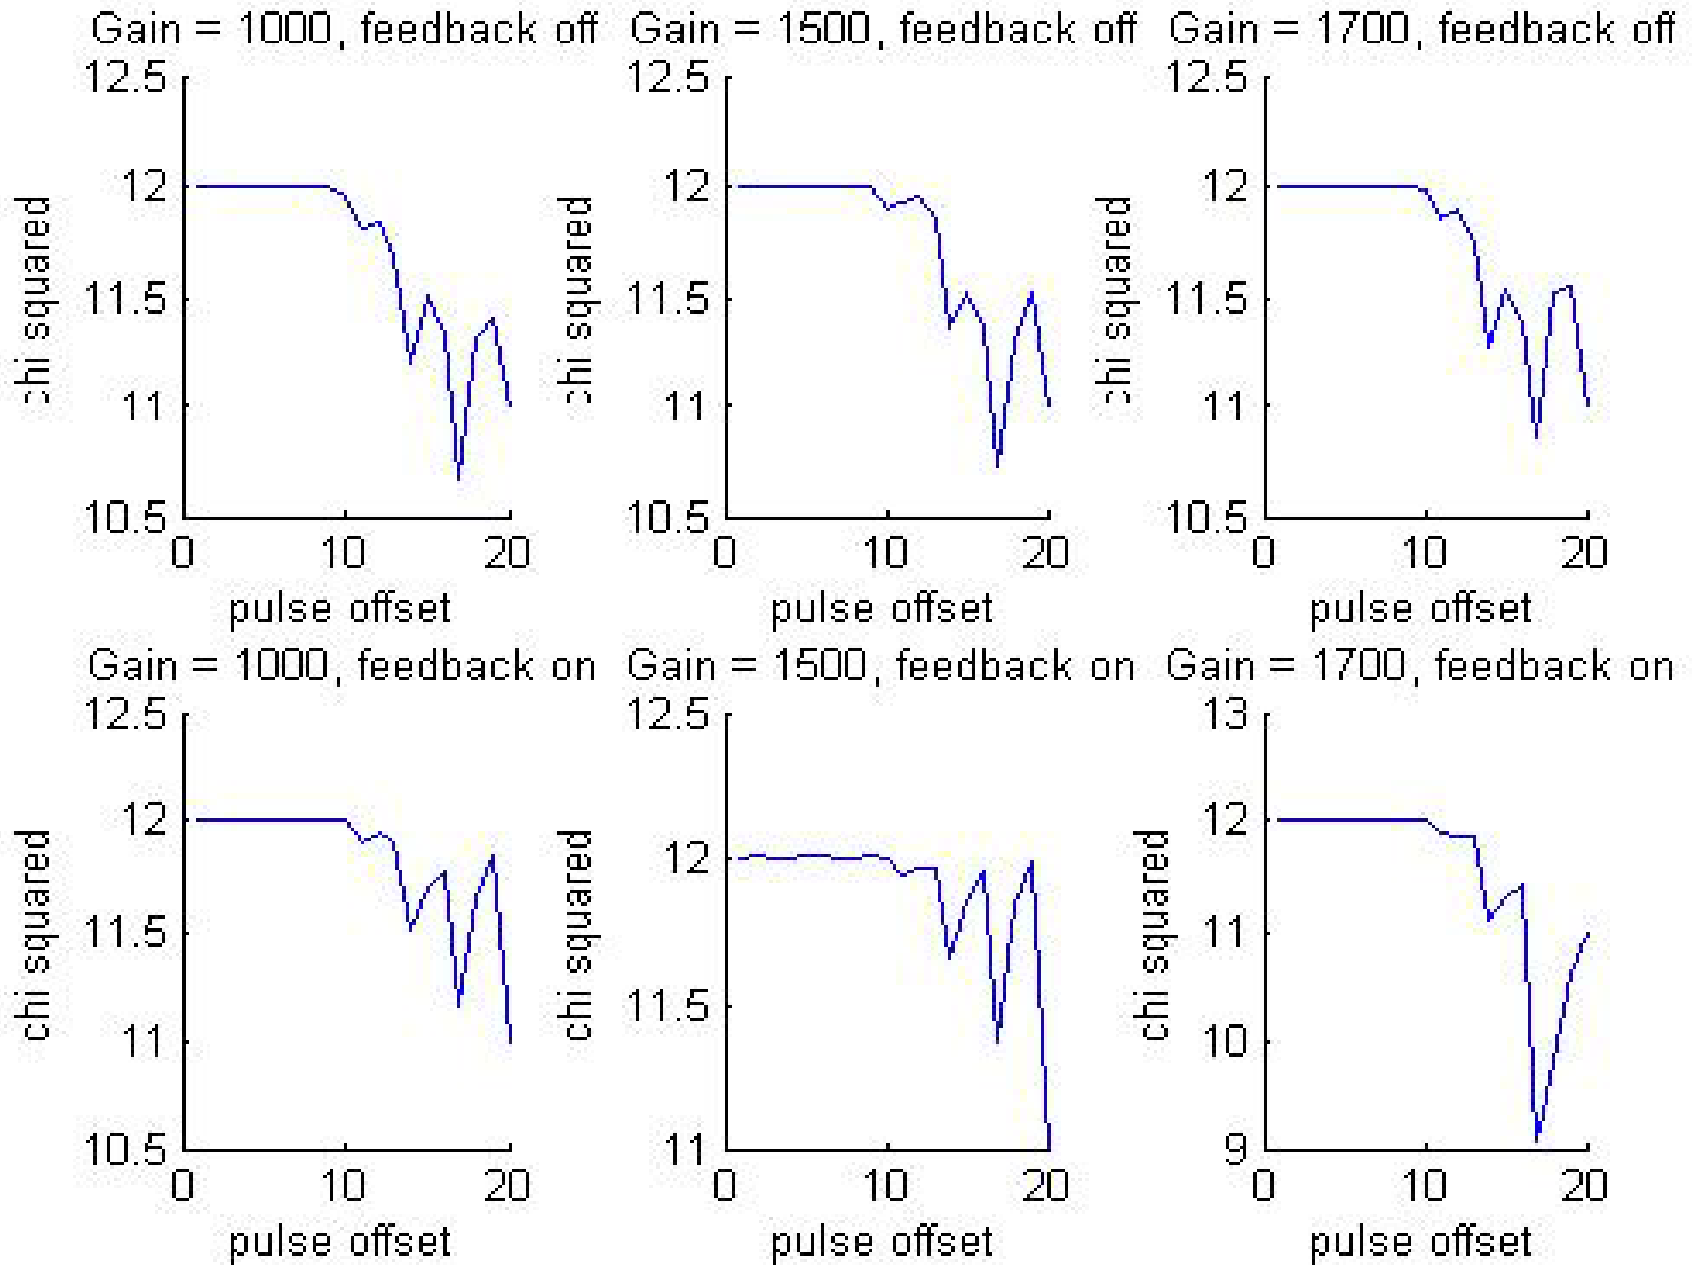 Gain = 1000, feedback off
Gain = 1500, feedback off
Gain = 1700, feedback off
12.5
12
11.5
11
10.5
chi squared
0
10
20
pulse offset
12.5
12
11.5
11
10.5
chi squared
0
10
20
pulse offset
12.5
12
11.5
11
10.5
chi squared
0
10
20
pulse offset
Gain = 1000, feedback on
Gain = 1500, feedback on
Gain = 1700, feedback on
12.5
12
11.5
11
10.5
chi squared
0
10
20
pulse offset
12.5
12
11.5
11
chi squared
0
10
20
pulse offset
13
12
11
10
9
chi squared
0
10
20
pulse offset